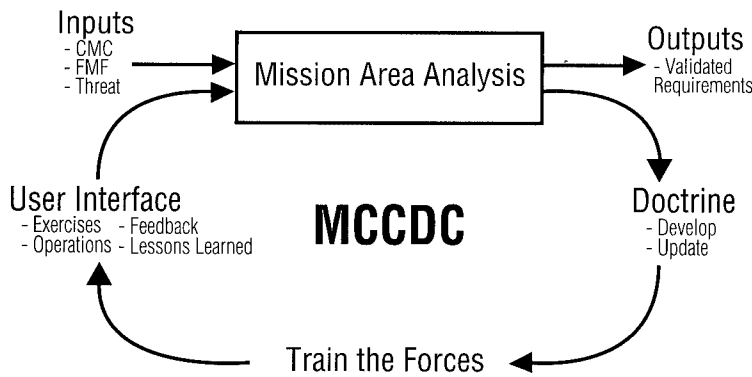 Inputs
- CMC
- FMF
- Threat
Mission Area Analysis
Outputs
- Validated
Requirements
User Interface
- Exercises - Feedback
- Operations - Lessons Learned
MCCDC
Doctrine
- Develop
- Update
Train the Forces